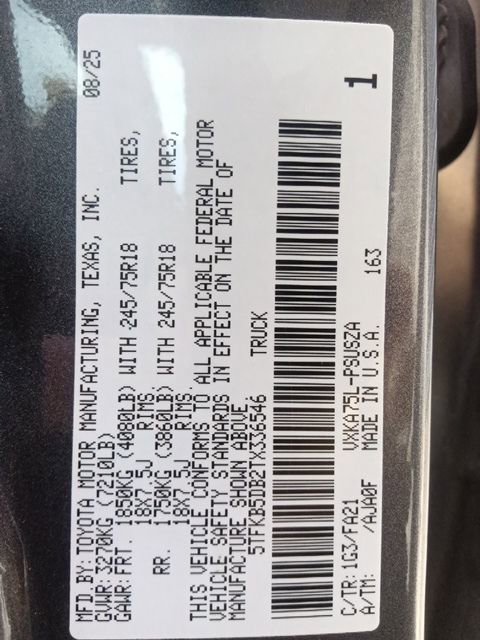 MFD BY: TOYOTA MOTOR MANUFACTURING, TEXAS, INC. 08/25
GVWR: 3270KG (7210LB)
GAWR: FRT. 1850KG (4080LB) WITH 245/75R18 TIRES,
18X7.5J RIMS
RR. 1750KG (3860LB) WITH 245/75R18 TIRES,
18X7.5J RIMS
THIS VEHICLE CONFORMS TO ALL APPLICABLE FEDERAL MOTOR
VEHICLE SAFETY STANDARDS IN EFFECT ON THE DATE OF
MANUFACTURE SHOWN ABOVE
5TFKB5DB2TX336546 TRUCK
C/TR: 1G3/FA21 VXKA75L-PSUSZA 163
A/TM: /AJA0F MADE IN U.S.A. 1